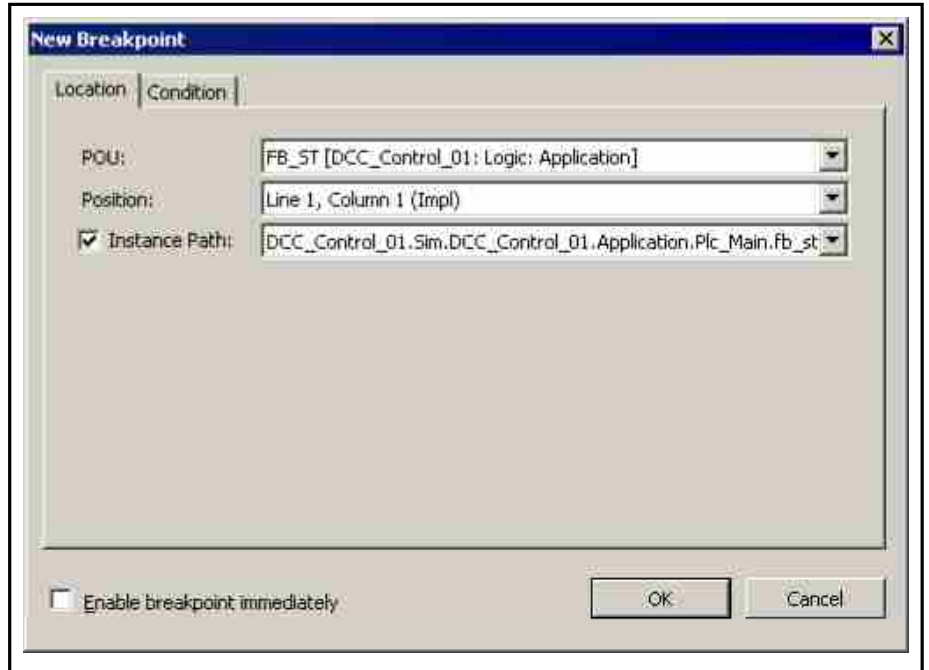 New Breakpoint
Location Condition
POU: FB_ST [DCC_Control_01: Logic: Application]
Position: Line 1, Column 1 (Impl)
Instance Path: DCC_Control_01.Sim.DCC_Control_01.Application.Plc_Main.fb_st
Enable breakpoint immediately OK Cancel